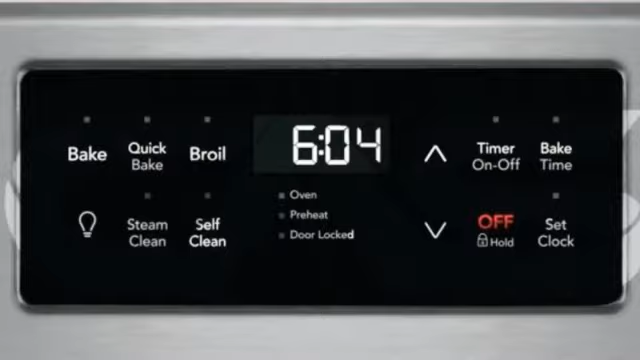 6:04
Bake
Quick
Bake
Broil
Timer
On-Off
Bake
Time
Oven
Preheat
Door Locked
Steam
Clean
Self
Clean
OFF
Hold
Set
Clock